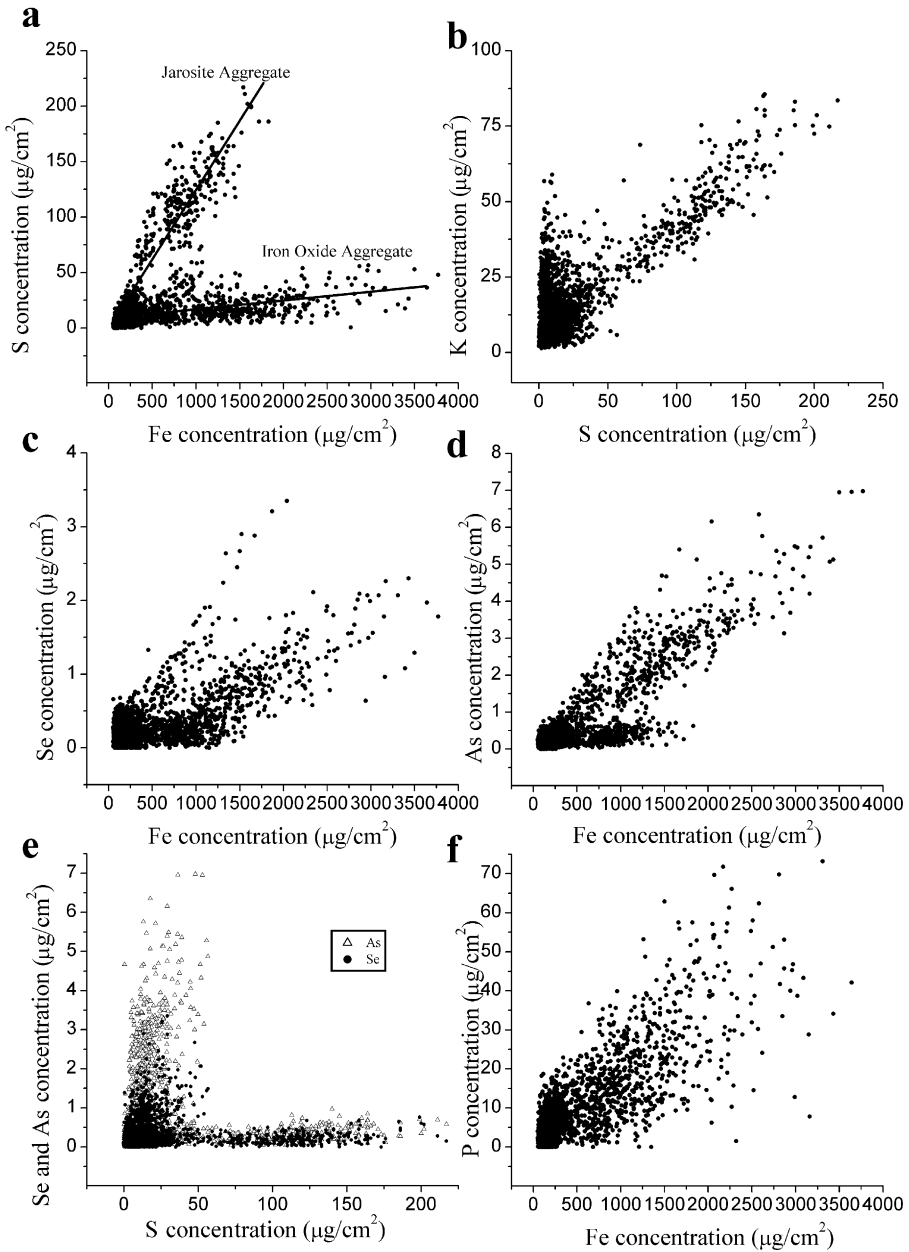 a
250
200
150
100
50
0
S concentration (μg/cm²)
Jarosite Aggregate
Iron Oxide Aggregate
0 500 1000 1500 2000 2500 3000 3500 4000
Fe concentration (μg/cm²)
b
100
75
50
25
0
K concentration (μg/cm²)
0 50 100 150 200 250
S concentration (μg/cm²)
c
4
3
2
1
0
Se concentration (μg/cm²)
0 500 1000 1500 2000 2500 3000 3500 4000
Fe concentration (μg/cm²)
d
8
7
6
5
4
3
2
1
0
As concentration (μg/cm²)
0 500 1000 1500 2000 2500 3000 3500 4000
Fe concentration (μg/cm²)
e
7
6
5
4
3
2
1
0
Se and As concentration (μg/cm²)
As
Se
0 50 100 150 200
S concentration (μg/cm²)
f
70
60
50
40
30
20
10
0
P concentration (μg/cm²)
0 500 1000 1500 2000 2500 3000 3500 4000
Fe concentration (μg/cm²)